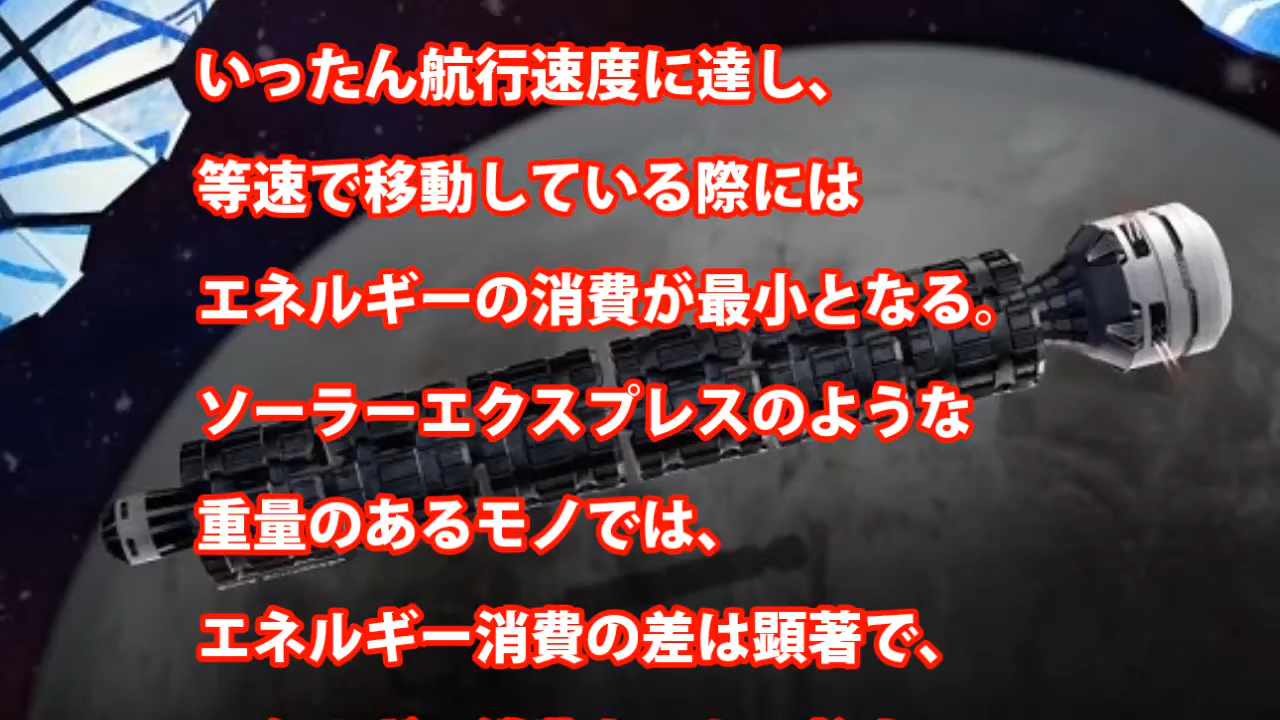 いったん航行速度に達し、
等速で移動している際には
エネルギーの消費が最小となる。
ソーラーエクスプレスのような
重量のあるモノでは、
エネルギー消費の差は顕著で、